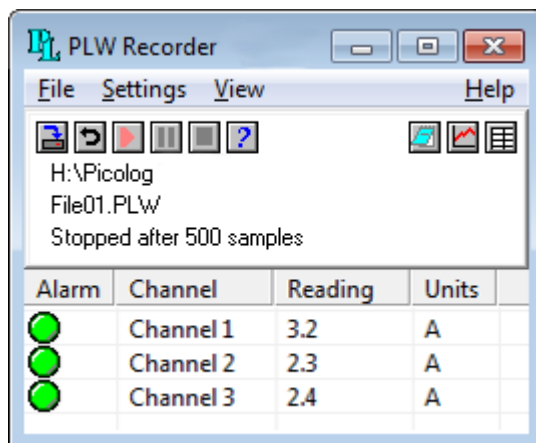 PLW Recorder
File Settings View Help
?
H:\Picolog
File01.PLW
Stopped after 500 samples
Alarm Channel Reading Units
Channel 1 3.2 A
Channel 2 2.3 A
Channel 3 2.4 A